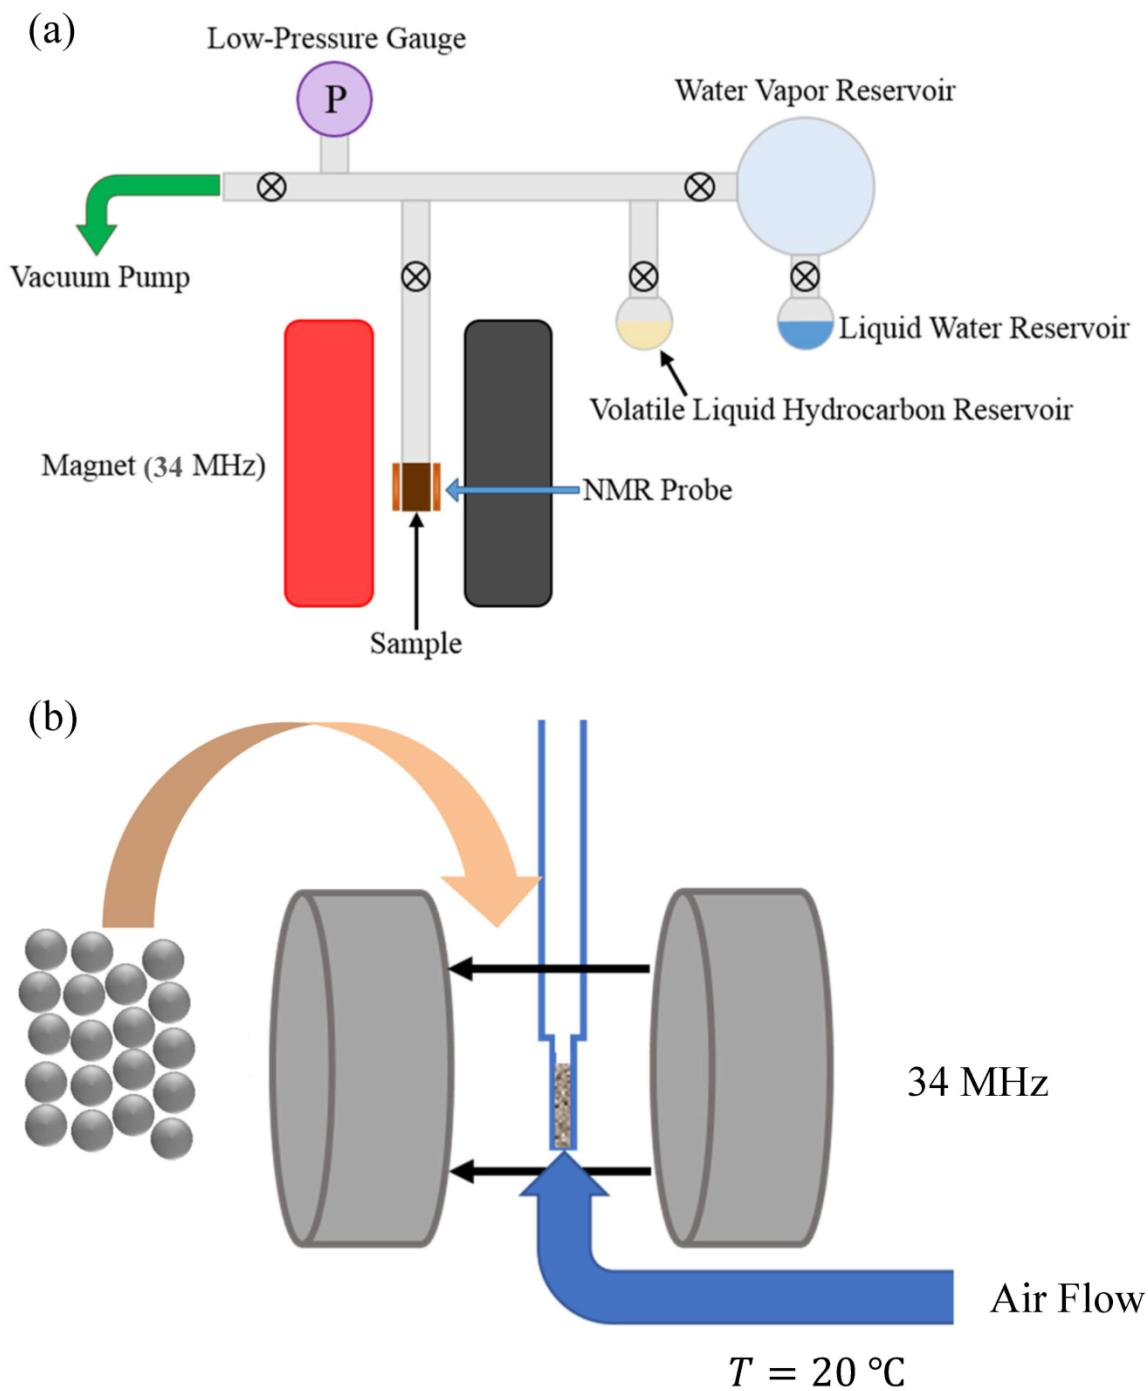 (a)
Low-Pressure Gauge
P
Water Vapor Reservoir
Vacuum Pump
Liquid Water Reservoir
Volatile Liquid Hydrocarbon Reservoir
Magnet (34 MHz)
NMR Probe
Sample
(b)
34 MHz
Air Flow
T = 20 °C